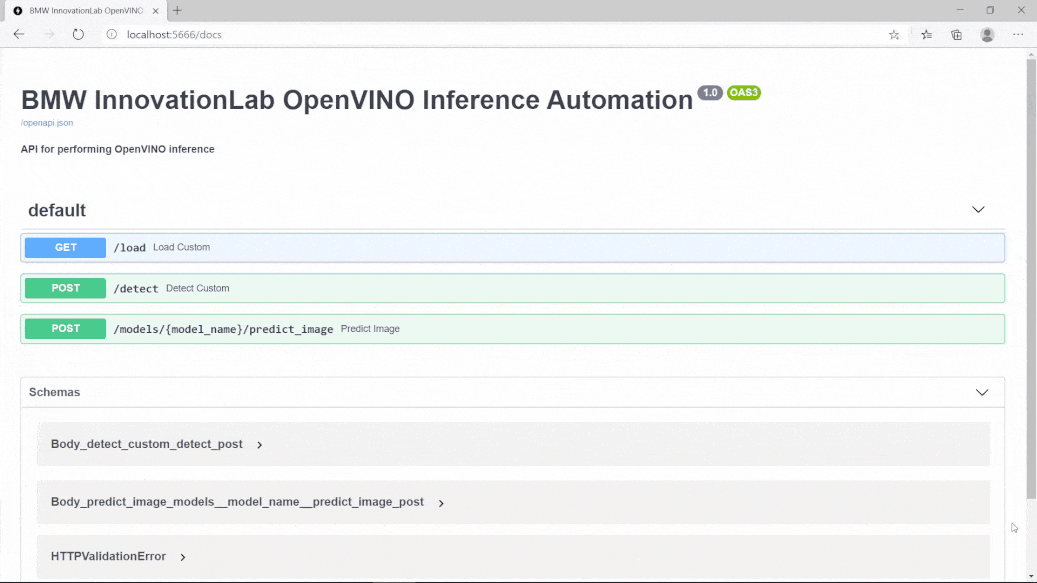 BMW InnovationLab OpenVINO
localhost:5666/docs
BMW InnovationLab OpenVINO Inference Automation 1.0 OAS3
/openapi.json
API for performing OpenVINO inference
default
GET /load Load Custom
POST /detect Detect Custom
POST /models/{model_name}/predict_image Predict Image
Schemas
Body_detect_custom_detect_post
Body_predict_image_models__model_name__predict_image_post
HTTPValidationError